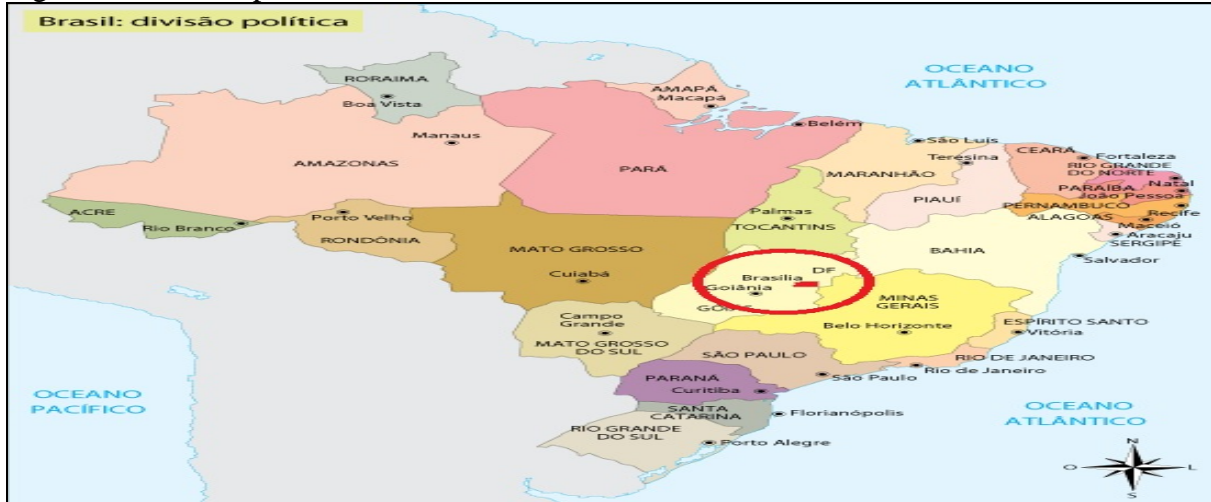 Brasil: divisão política
OCEANO
ATLÂNTICO
RORAIMA
Boa Vista
AMAPÁ
Macapá
Belém
São Luis
Manaus
AMAZONAS
PARÁ
MARANHÃO
Teresina
CEARÁ
Fortaleza
RIO GRANDE
DO NORTE
Natal
PARAÍBA
João Pessoa
PIAUÍ
PERNAMBUCO
Recife
ALAGOAS
Maceió
Aracaju
SERGIPE
ACRE
Rio Branco
Porto Velho
RONDÔNIA
Palmas
TOCANTINS
MATO GROSSO
Cuiabá
BAHIA
Salvador
Brasília
DF
Goiânia
MINAS
GERAIS
Belo Horizonte
Campo
Grande
MATO GROSSO
DO SUL
ESPÍRITO SANTO
Vitória
SÃO PAULO
São Paulo
RIO DE JANEIRO
Rio de Janeiro
PARANÁ
Curitiba
SANTA
CATARINA
Florianópolis
RIO GRANDE
DO SUL
Porto Alegre
OCEANO
PACÍFICO
OCEANO
ATLÂNTICO
N
O
L
S